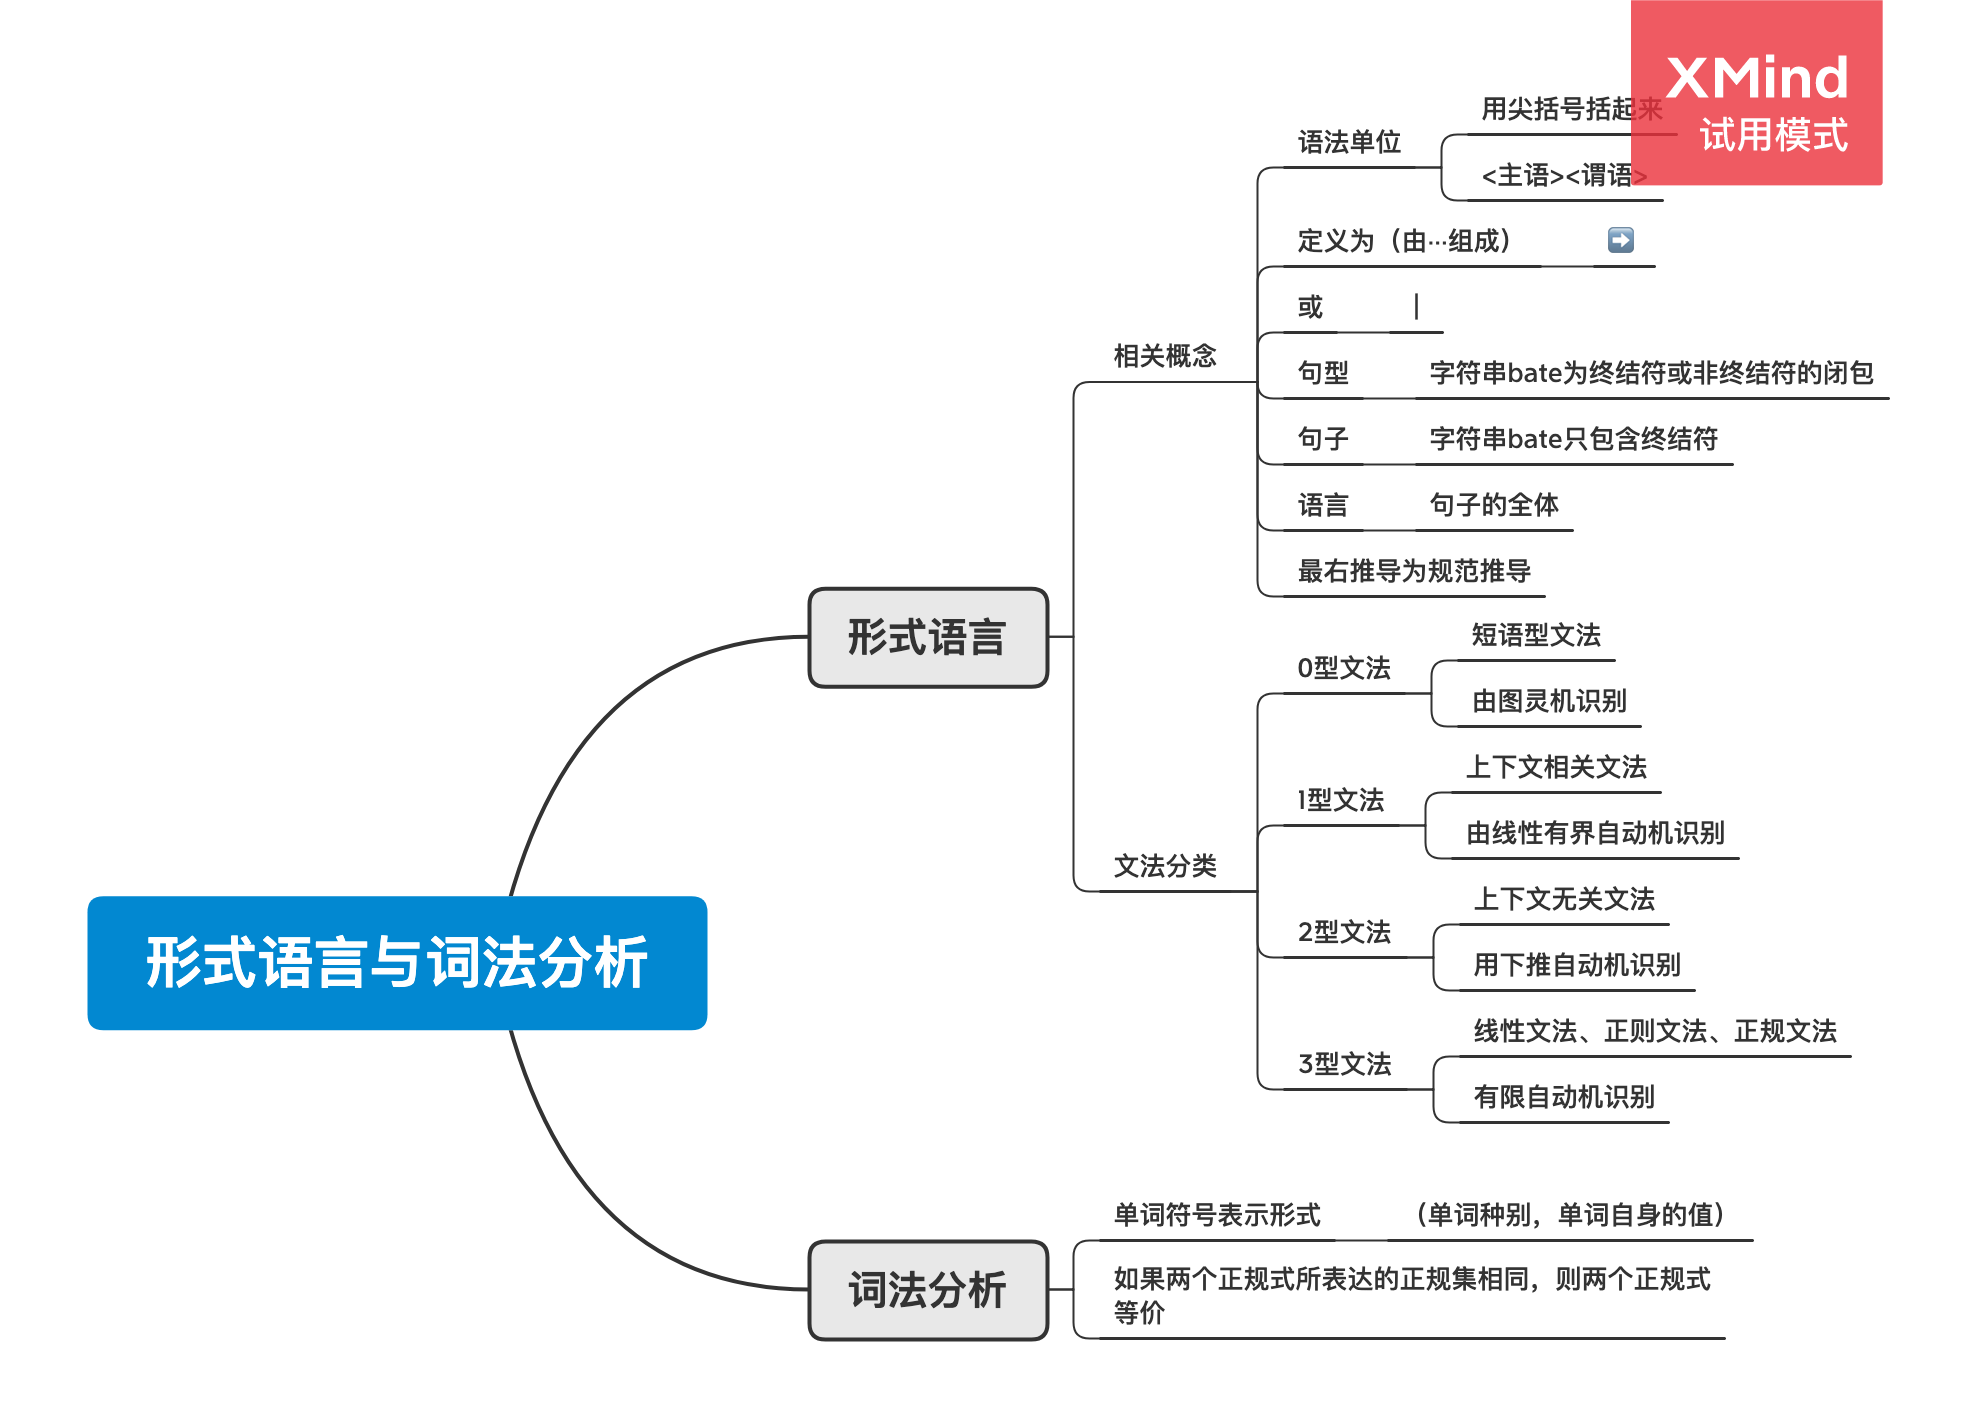 XMind
试用模式
形式语言与词法分析
形式语言
相关概念
语法单位
用尖括号括起来
<主语><谓语>
定义为（由…组成）
➡
或
|
句型
字符串bate为终结符或非终结符的闭包
句子
字符串bate只包含终结符
语言
句子的全体
最右推导为规范推导
文法分类
0型文法
短语型文法
由图灵机识别
1型文法
上下文相关文法
由线性有界自动机识别
2型文法
上下文无关文法
用下推自动机识别
3型文法
线性文法、正则文法、正规文法
有限自动机识别
词法分析
单词符号表示形式
（单词种别，单词自身的值）
如果两个正规式所表达的正规集相同，则两个正规式
等价